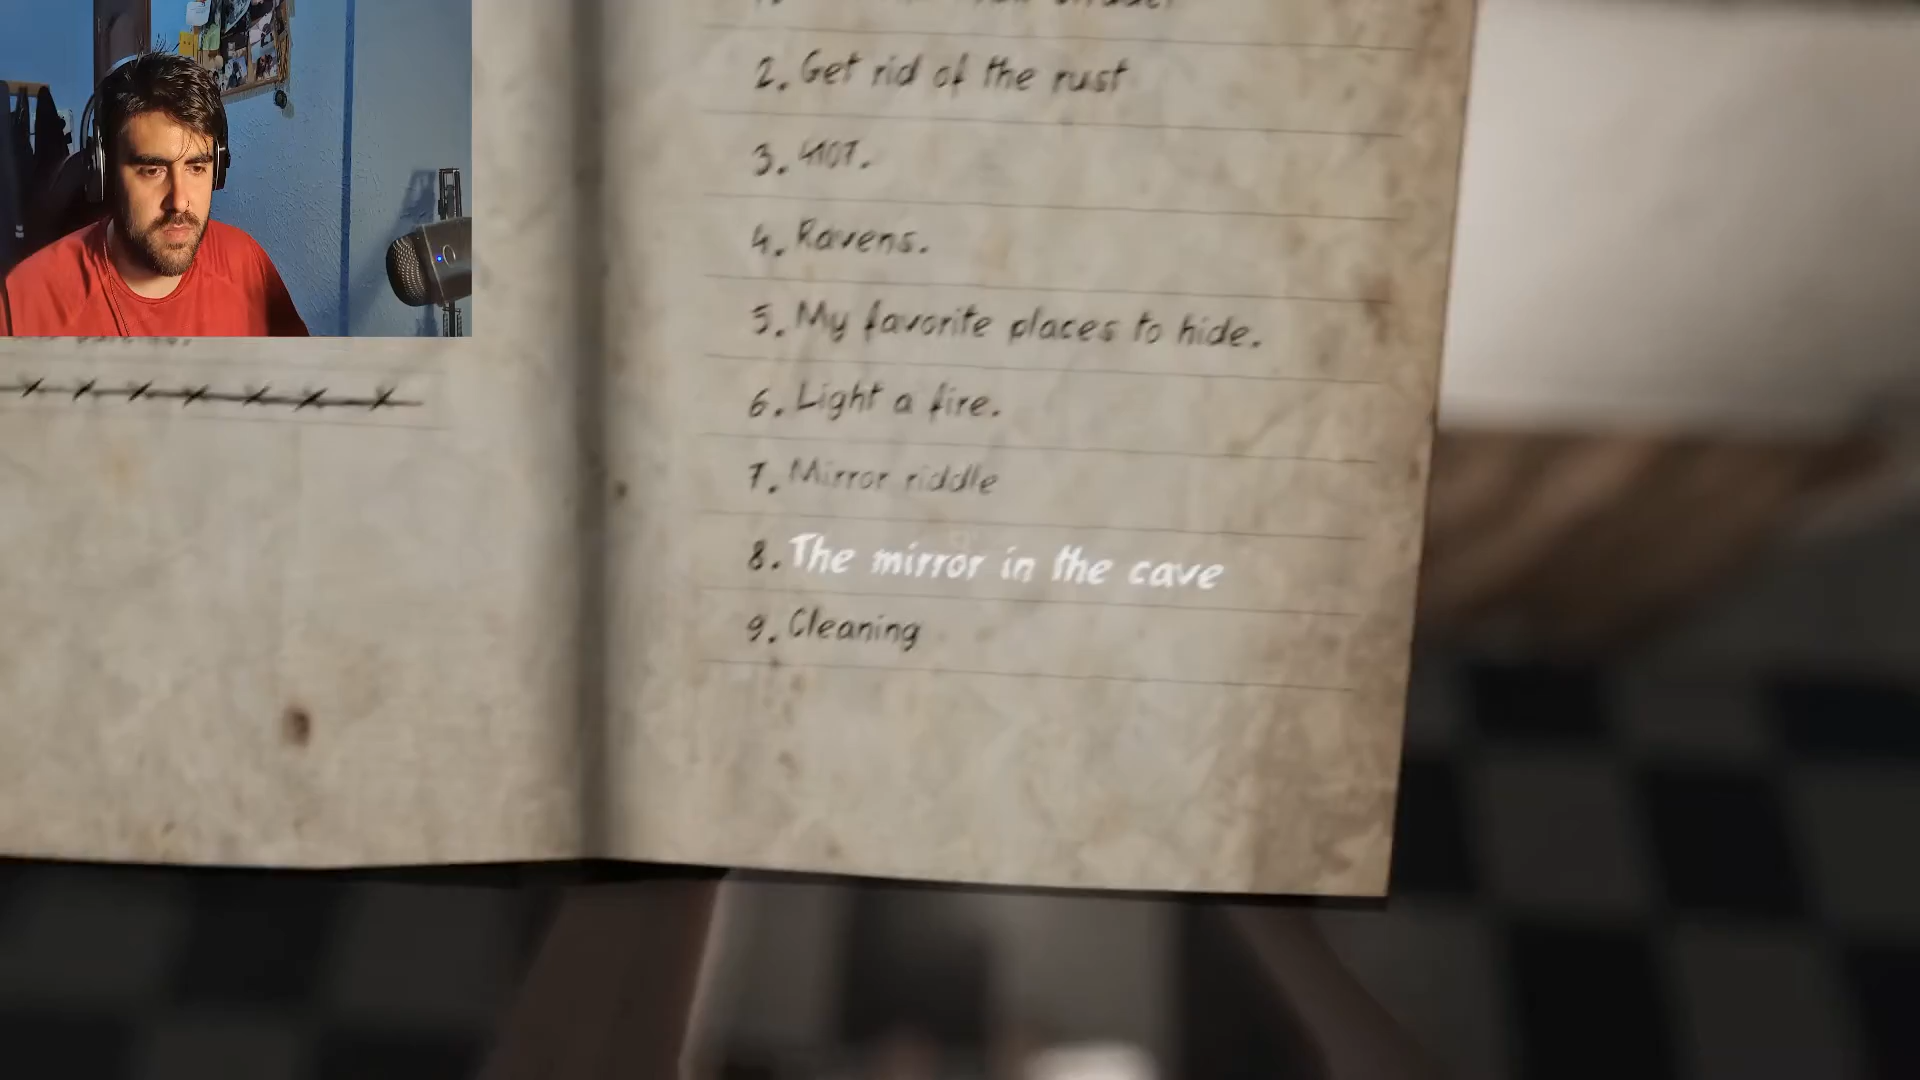 2. Get rid of the rust
3. 4107.
4. Ravens.
5. My favorite places to hide.
6. Light a fire.
7. Mirror riddle
8. The mirror in the cave
9. Cleaning